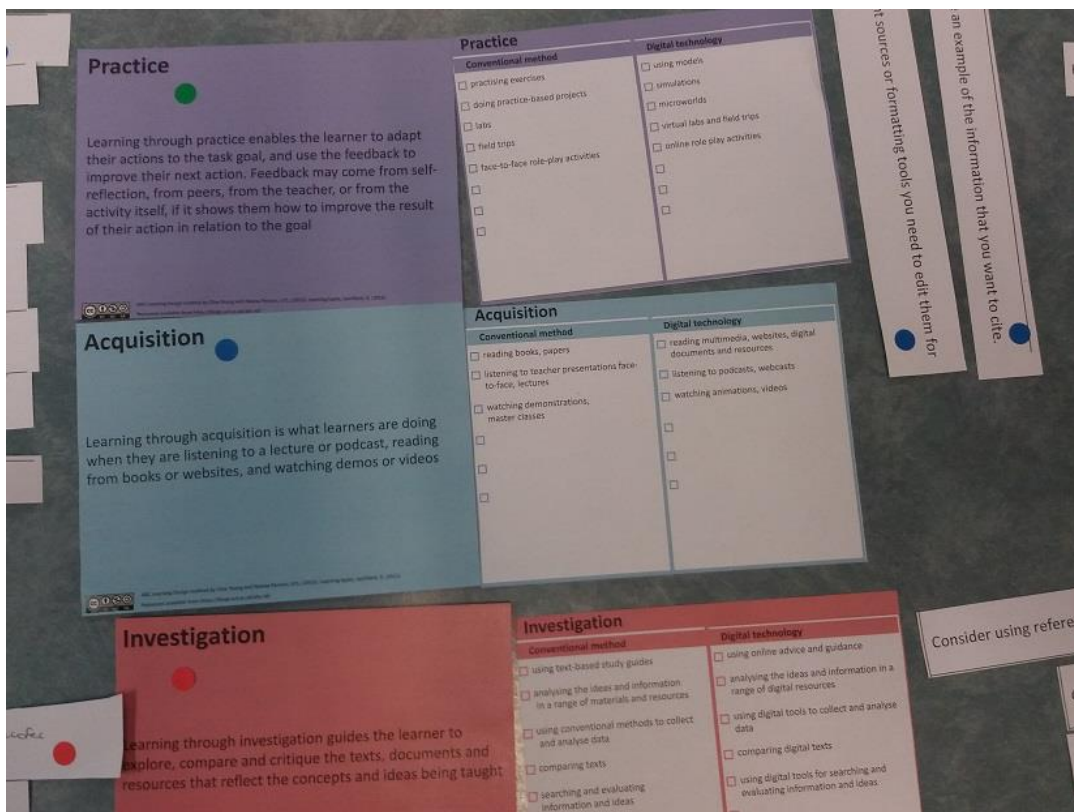 Practice
Learning through practice enables the learner to adapt
their actions to the task goal, and use the feedback to
improve their next action. Feedback may come from self-
reflection, from peers, from the teacher, or from the
activity itself, if it shows them how to improve the result
of their action in relation to the goal
Practice
Conventional method
practising exercises
doing practice-based projects
labs
field trips
face-to-face role-play activities
Digital technology
using models
simulations
microworlds
virtual labs and field trips
online role play activities
Acquisition
Learning through acquisition is what learners are doing
when they are listening to a lecture or podcast, reading
from books or websites, and watching demos or videos
Acquisition
Conventional method
reading books, papers
listening to teacher presentations face-
to-face, lectures
watching demonstrations,
master classes
Digital technology
reading multimedia, websites, digital
documents and resources
listening to podcasts, webcasts
watching animations, videos
Investigation
Learning through investigation guides the learner to
explore, compare and critique the texts, documents and
resources that reflect the concepts and ideas being taught
Investigation
Conventional method
using text-based study guides
analysing the ideas and information
in a range of materials and resources
using conventional methods to collect
and analyse data
comparing texts
searching and evaluating
information and ideas
Digital technology
using online advice and guidance
analysing the ideas and information in a
range of digital resources
using digital tools to collect and analyse
data
comparing digital texts
using digital tools for searching and
evaluating information and ideas
sources or formatting tools you need to edit them for
an example of the information that you want to cite.
Consider using